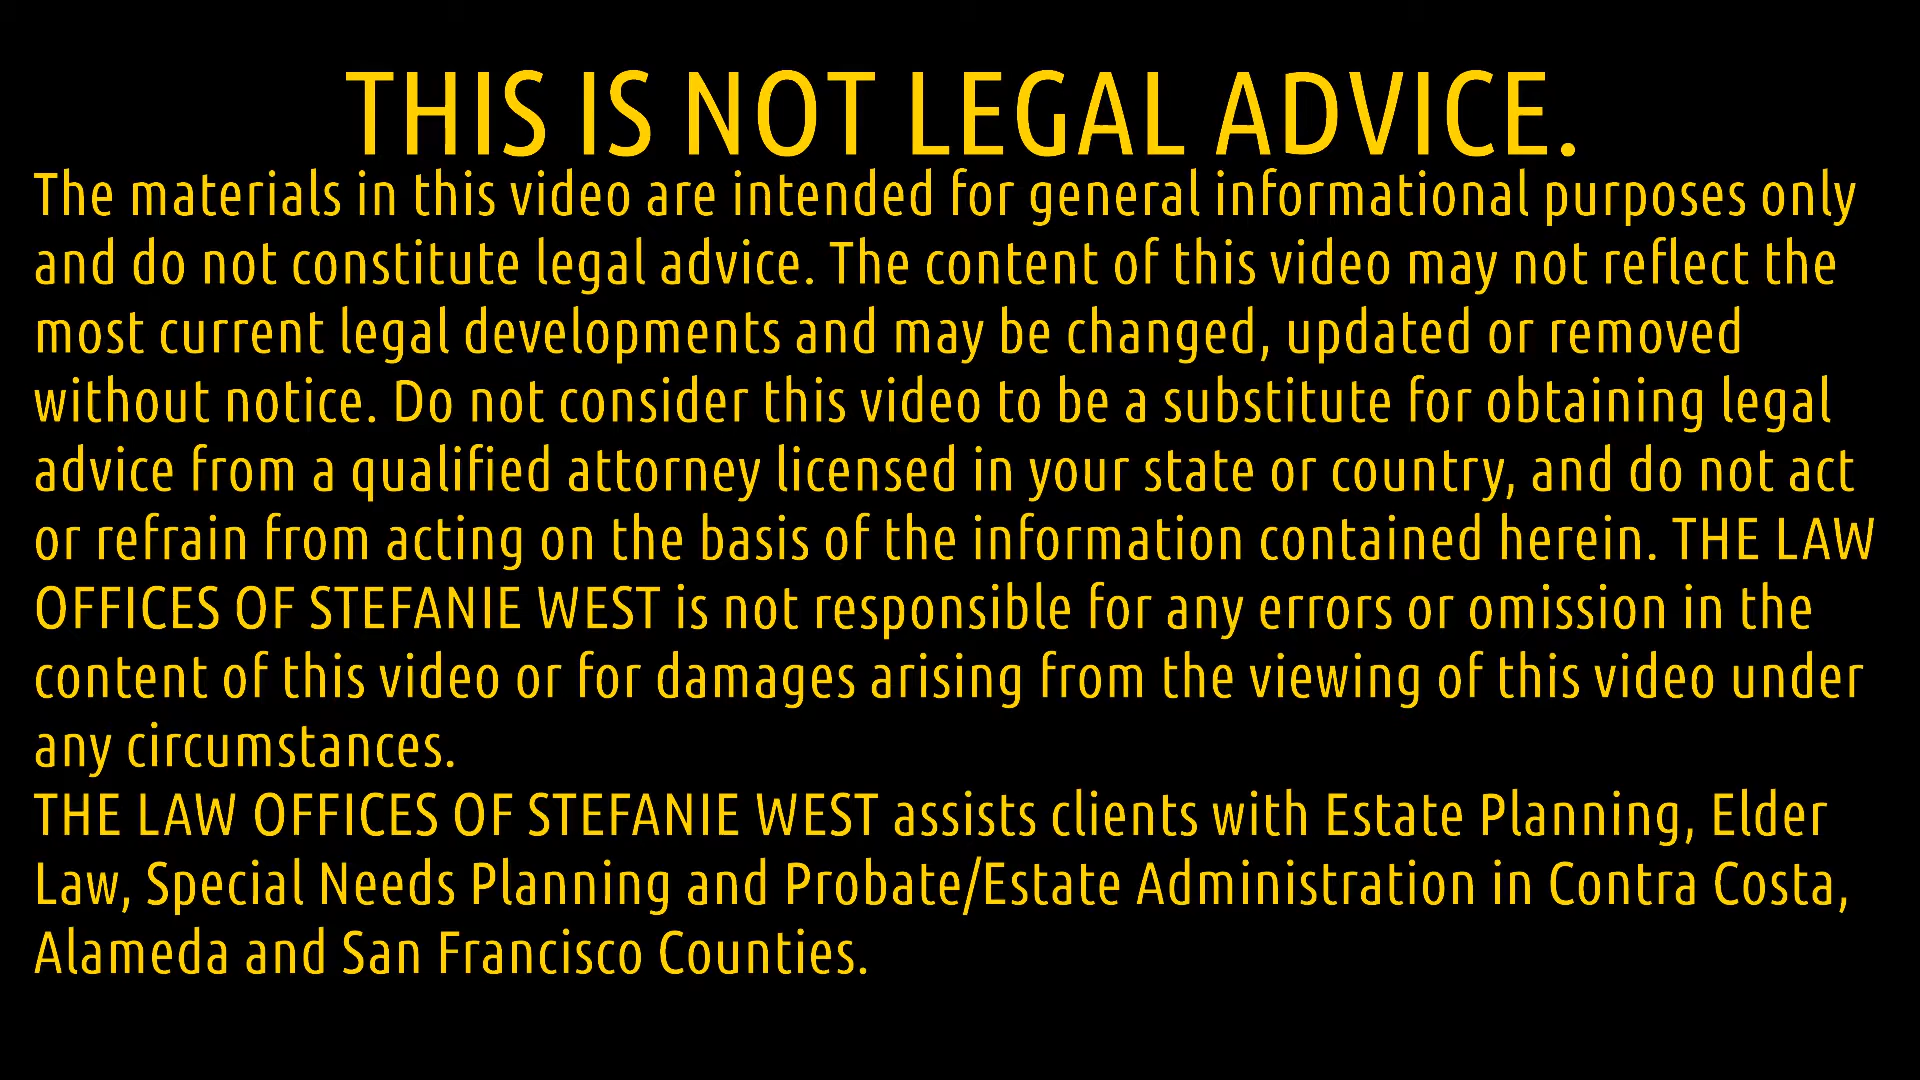 THIS IS NOT LEGAL ADVICE.
The materials in this video are intended for general informational purposes only
and do not constitute legal advice. The content of this video may not reflect the
most current legal developments and may be changed, updated or removed
without notice. Do not consider this video to be a substitute for obtaining legal
advice from a qualified attorney licensed in your state or country, and do not act
or refrain from acting on the basis of the information contained herein. THE LAW
OFFICES OF STEFANIE WEST is not responsible for any errors or omission in the
content of this video or for damages arising from the viewing of this video under
any circumstances.
THE LAW OFFICES OF STEFANIE WEST assists clients with Estate Planning, Elder
Law, Special Needs Planning and Probate/Estate Administration in Contra Costa,
Alameda and San Francisco Counties.